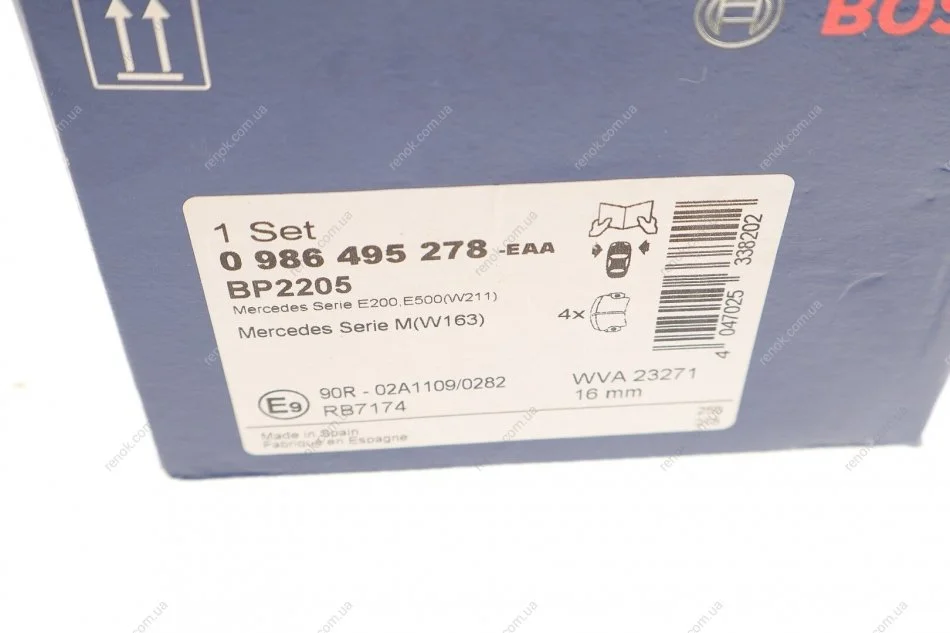 BOS
1 Set
0 986 495 278 -EAA
BP2205
Mercedes Serie E200,E500(W211)
Mercedes Serie M(W163)
4x
4 047025 338202
E9
90R - 02A1109/0282
RB7174
WVA 23271
16 mm
Made in Spain
Fabriqué en Espagne
renok.com.ua